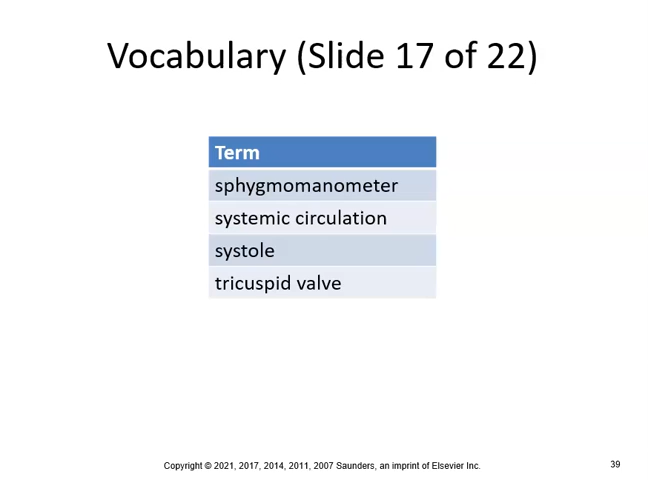 Vocabulary (Slide 17 of 22)
Term
sphygmomanometer
systemic circulation
systole
tricuspid valve
Copyright © 2021, 2017, 2014, 2011, 2007 Saunders, an imprint of Elsevier Inc.
39